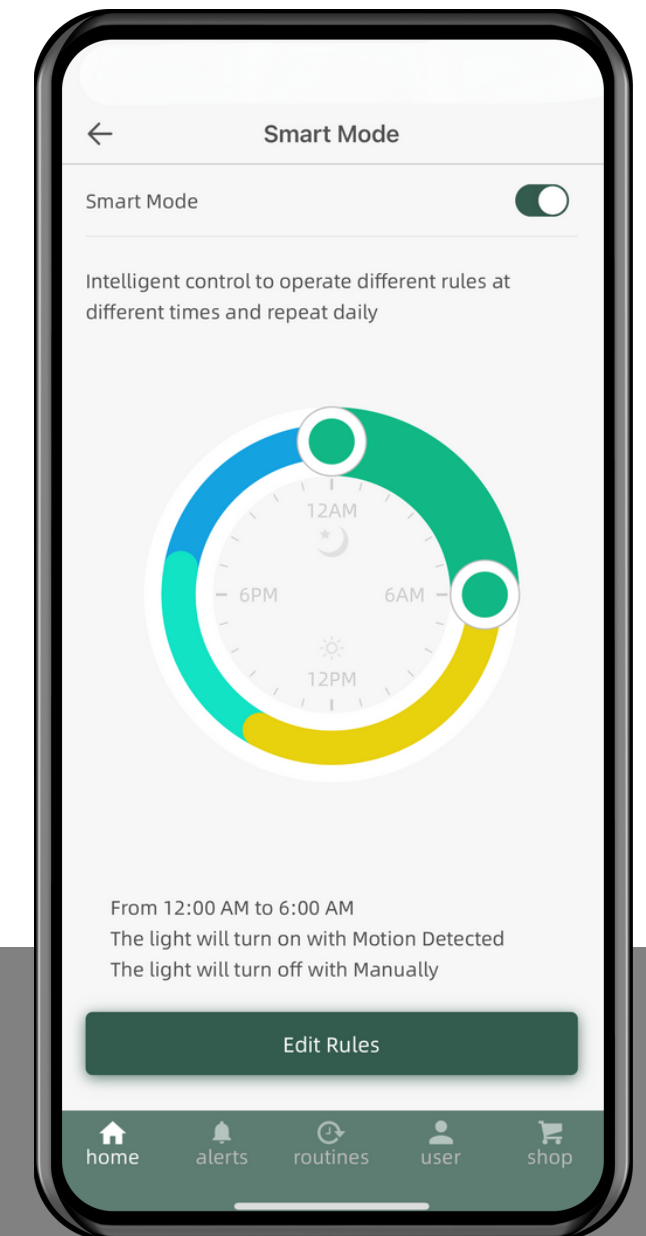 Smart Mode
Smart Mode
Intelligent control to operate different rules at
different times and repeat daily
12AM
6PM 6AM
12PM
From 12:00 AM to 6:00 AM
The light will turn on with Motion Detected
The light will turn off with Manually
Edit Rules
home alerts routines user shop